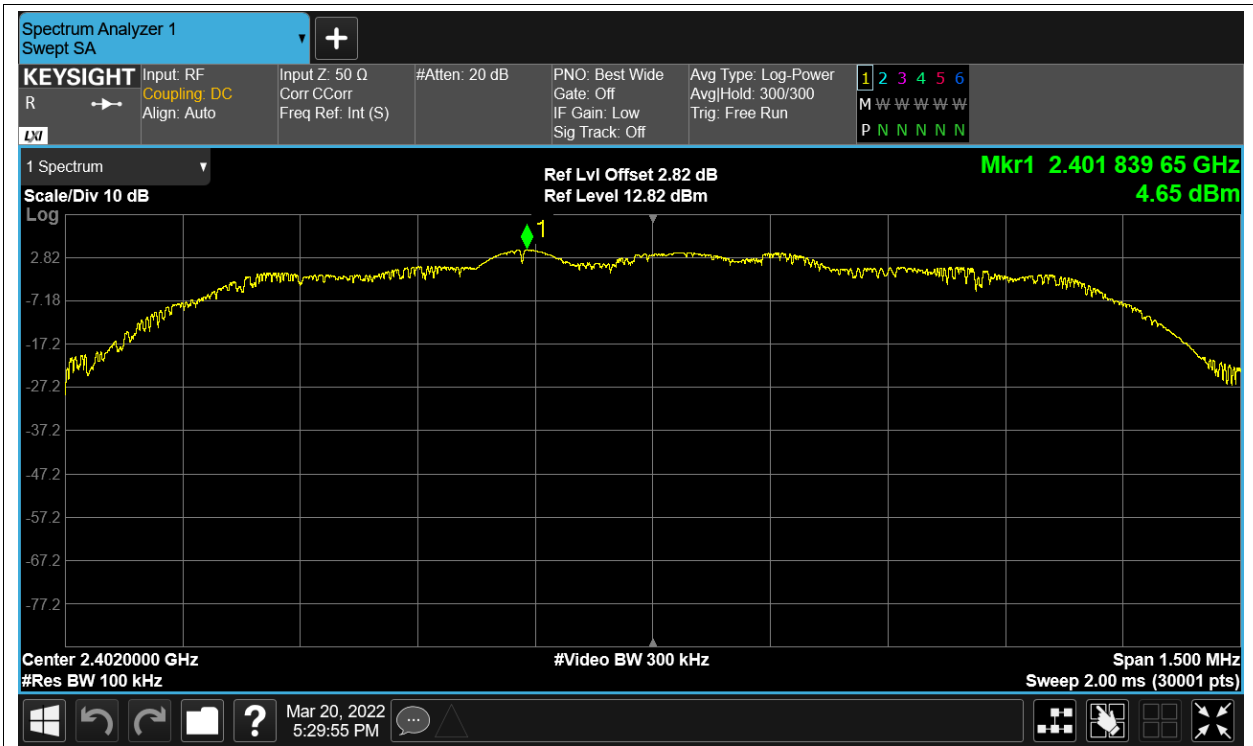 Spectrum Analyzer 1
Swept SA
KEYSIGHT
R
LXI
Input: RF
Coupling: DC
Align: Auto
Input Z: 50 Ω
Corr CCorr
Freq Ref: Int (S)
#Atten: 20 dB
PNO: Best Wide
Gate: Off
IF Gain: Low
Sig Track: Off
Avg Type: Log-Power
Avg|Hold: 300/300
Trig: Free Run
1 2 3 4 5 6
M W W W W W
P N N N N N
1 Spectrum
Scale/Div 10 dB
Ref Lvl Offset 2.82 dB
Ref Level 12.82 dBm
Mkr1 2.401 839 65 GHz
4.65 dBm
Log
1
2.82
-7.18
-17.2
-27.2
-37.2
-47.2
-57.2
-67.2
-77.2
Center 2.4020000 GHz
#Video BW 300 kHz
Span 1.500 MHz
#Res BW 100 kHz
Sweep 2.00 ms (30001 pts)
?
Mar 20, 2022
5:29:55 PM